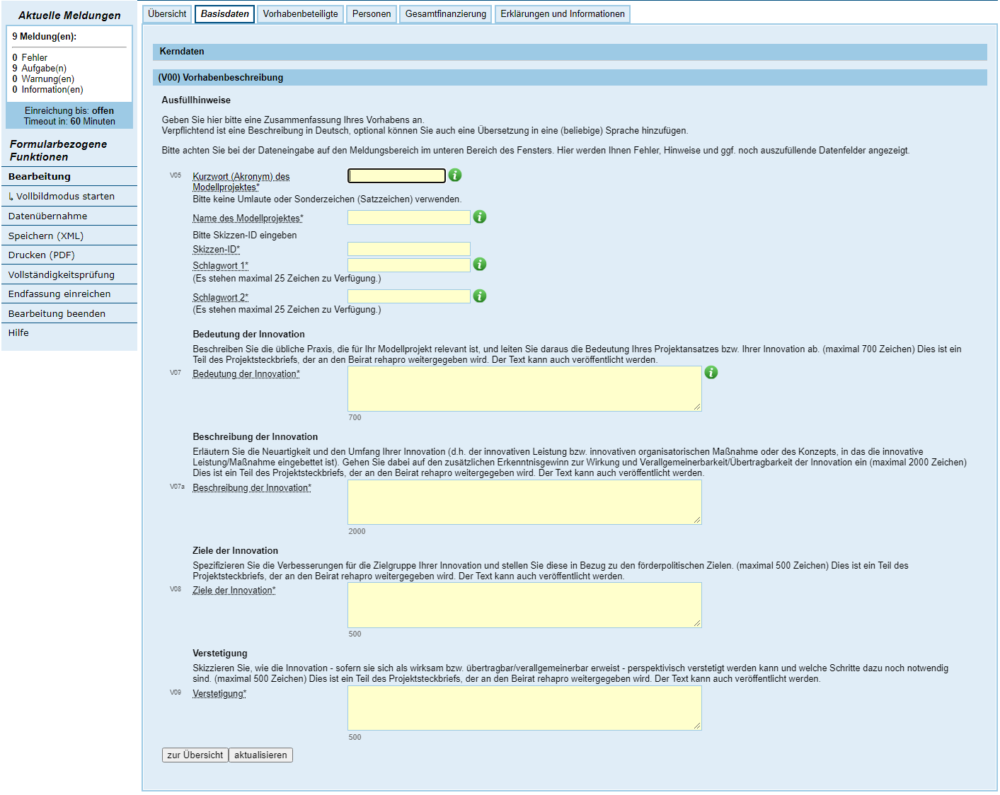 Aktuelle Meldungen
9 Meldung(en):
0 Fehler
9 Aufgabe(n)
0 Warnung(en)
0 Information(en)
Einreichung bis: offen
Timeout in: 60 Minuten
Formularbezogene
Funktionen
Bearbeitung
↳ Vollbildmodus starten
Datenübernahme
Speichern (XML)
Drucken (PDF)
Vollständigkeitsprüfung
Endfassung einreichen
Bearbeitung beenden
Hilfe
Übersicht Basisdaten Vorhabenbeteiligte Personen Gesamtfinanzierung Erklärungen und Informationen
Kerndaten
(V00) Vorhabenbeschreibung
Ausfüllhinweise
Geben Sie hier bitte eine Zusammenfassung Ihres Vorhabens an.
Verpflichtend ist eine Beschreibung in Deutsch, optional können Sie auch eine Übersetzung in eine (beliebige) Sprache hinzufügen.
Bitte achten Sie bei der Dateneingabe auf den Meldungsbereich im unteren Bereich des Fensters. Hier werden Ihnen Fehler, Hinweise und ggf. noch auszufüllende Datenfelder angezeigt.
V05 Kurzwort (Akronym) des
Modellprojektes*
Bitte keine Umlaute oder Sonderzeichen (Satzzeichen) verwenden.
Name des Modellprojektes*
Bitte Skizzen-ID eingeben
Skizzen-ID*
Schlagwort 1*
(Es stehen maximal 25 Zeichen zu Verfügung.)
Schlagwort 2*
(Es stehen maximal 25 Zeichen zu Verfügung.)
Bedeutung der Innovation
Beschreiben Sie die übliche Praxis, die für Ihr Modellprojekt relevant ist, und leiten Sie daraus die Bedeutung Ihres Projektansatzes bzw. Ihrer Innovation ab. (maximal 700 Zeichen) Dies ist ein
Teil des Projektsteckbriefs, der an den Beirat rehapro weitergegeben wird. Der Text kann auch veröffentlicht werden.
V07 Bedeutung der Innovation*
700
Beschreibung der Innovation
Erläutern Sie die Neuartigkeit und den Umfang Ihrer Innovation (d.h. der innovativen Leistung bzw. innovativen organisatorischen Maßnahme oder des Konzepts, in das die innovative
Leistung/Maßnahme eingebettet ist). Gehen Sie dabei auf den zusätzlichen Erkenntnisgewinn zur Wirkung und Verallgemeinerbarkeit/Übertragbarkeit der Innovation ein (maximal 2000 Zeichen)
Dies ist ein Teil des Projektsteckbriefs, der an den Beirat rehapro weitergegeben wird. Der Text kann auch veröffentlicht werden.
V07a Beschreibung der Innovation*
2000
Ziele der Innovation
Spezifizieren Sie die Verbesserungen für die Zielgruppe Ihrer Innovation und stellen Sie diese in Bezug zu den förderpolitischen Zielen. (maximal 500 Zeichen) Dies ist ein Teil des
Projektsteckbriefs, der an den Beirat rehapro weitergegeben wird. Der Text kann auch veröffentlicht werden.
V08 Ziele der Innovation*
500
Verstetigung
Skizzieren Sie, wie die Innovation - sofern sie sich als wirksam bzw. übertragbar/verallgemeinerbar erweist - perspektivisch verstetigt werden kann und welche Schritte dazu noch notwendig
sind. (maximal 500 Zeichen) Dies ist ein Teil des Projektsteckbriefs, der an den Beirat rehapro weitergegeben wird. Der Text kann auch veröffentlicht werden.
V09 Verstetigung*
500
zur Übersicht aktualisieren